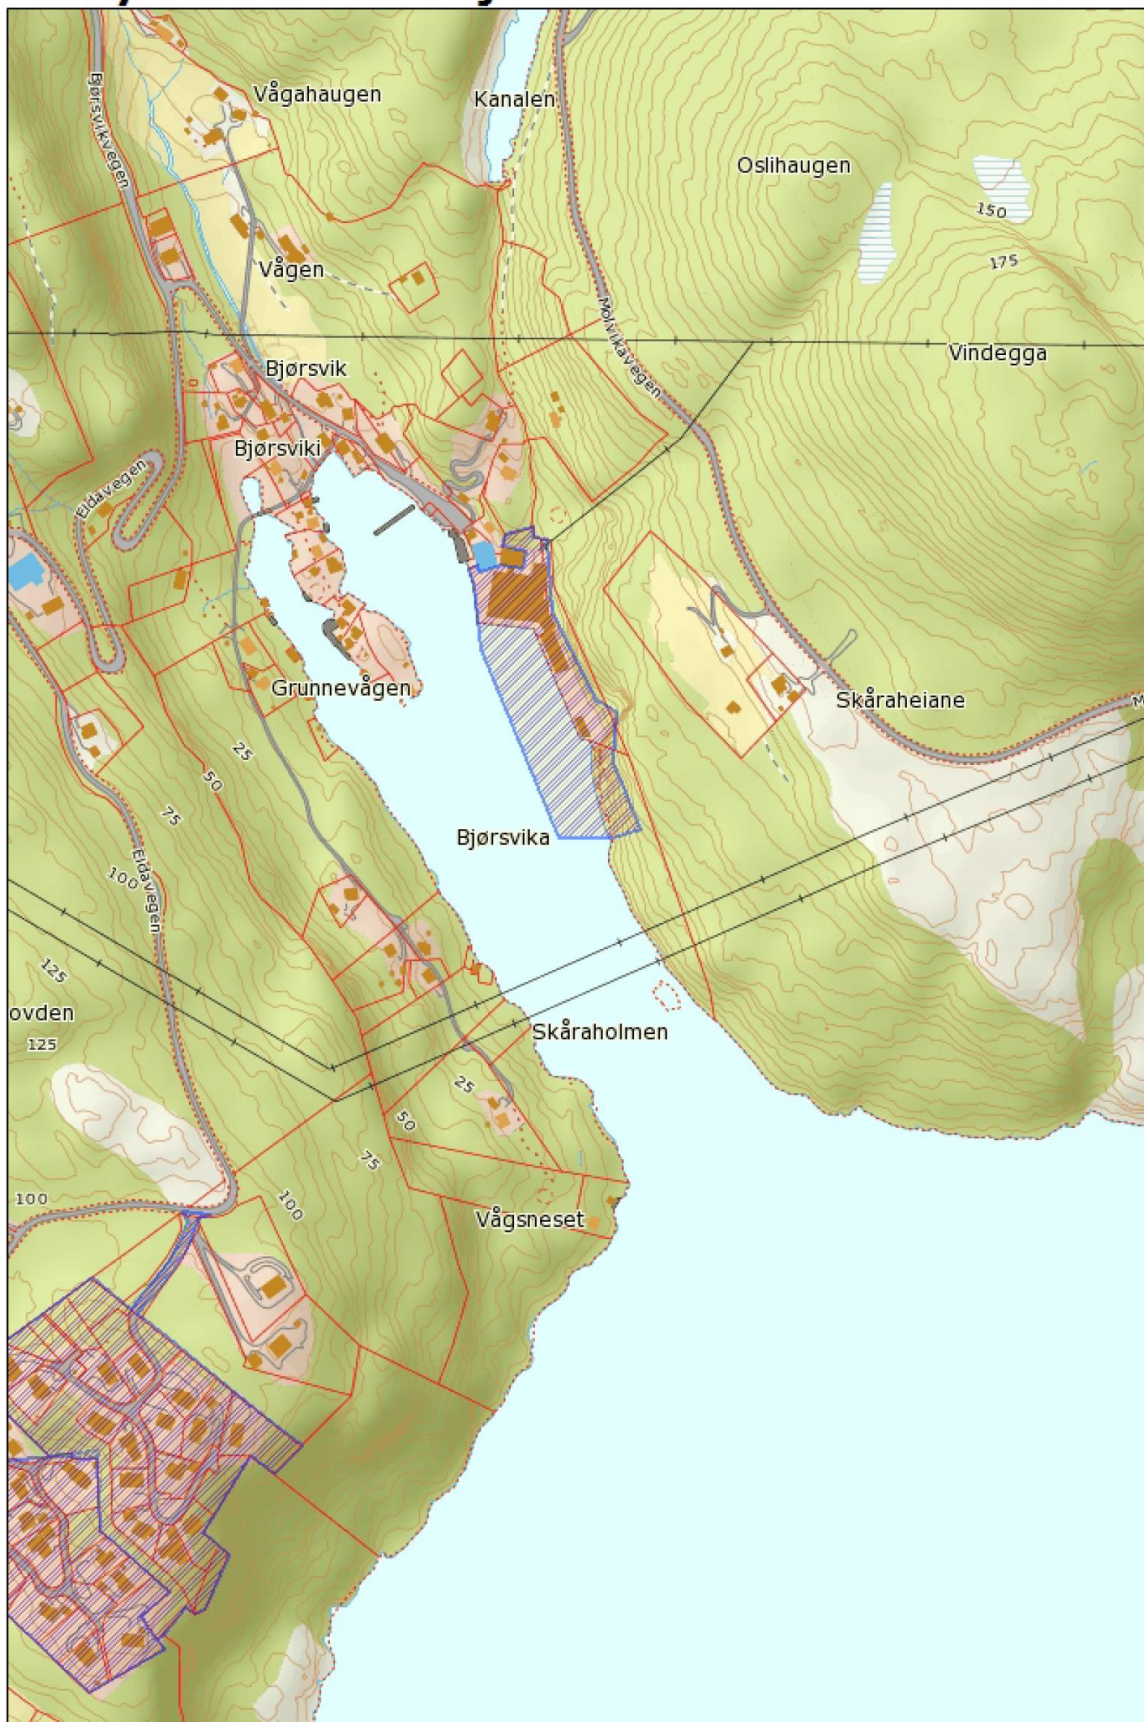 Vågahaugen
Kanalen
Bjørsvikvegen
Oslihaugen
150
175
Vågen
Molvikavegen
Vindegga
Bjørsvik
Bjørsviki
Eldavegen
Grunnevågen
Skåraheiane
25
50
75
Bjørsvika
100
Eldavegen
125
ovden
125
Skåraholmen
25
50
75
100
100
Vågsneset